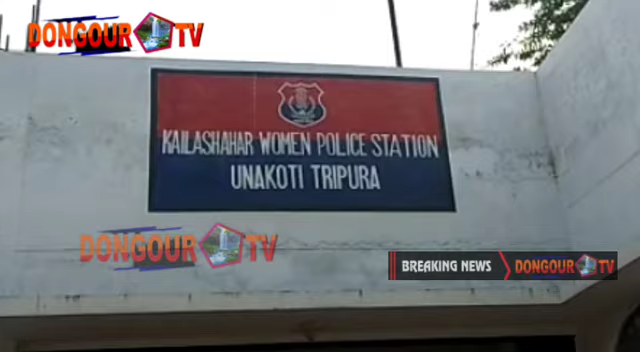 DONGOUR TV
KAILASHAHAR WOMEN POLICE STATION
UNAKOTI TRIPURA
DONGOUR TV
BREAKING NEWS DONGOUR TV